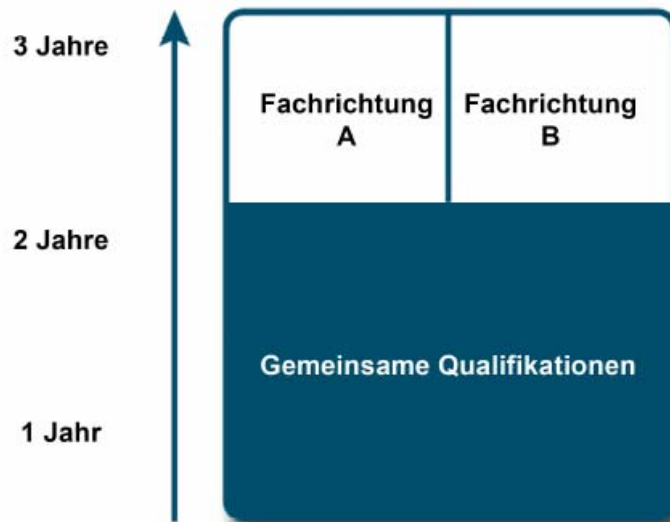 3 Jahre
Fachrichtung
A
Fachrichtung
B
2 Jahre
Gemeinsame Qualifikationen
1 Jahr